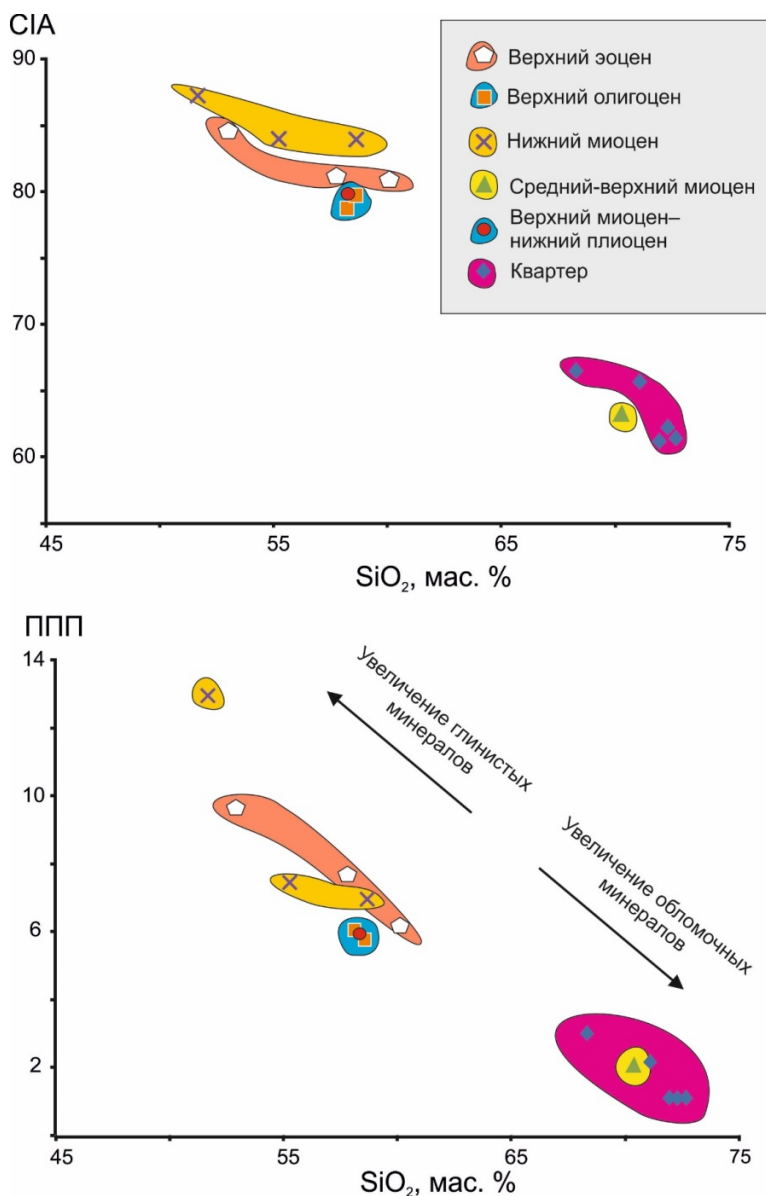 CIA
90
80
70
60
45
55
65
75
SiO₂, мас. %
Верхний эоцен
Верхний олигоцен
Нижний миоцен
Средний-верхний миоцен
Верхний миоцен–
нижний плиоцен
Квартер
ППП
14
10
6
2
45
55
65
75
SiO₂, мас. %
Увеличение глинистых
минералов
Увеличение обломочных
минералов